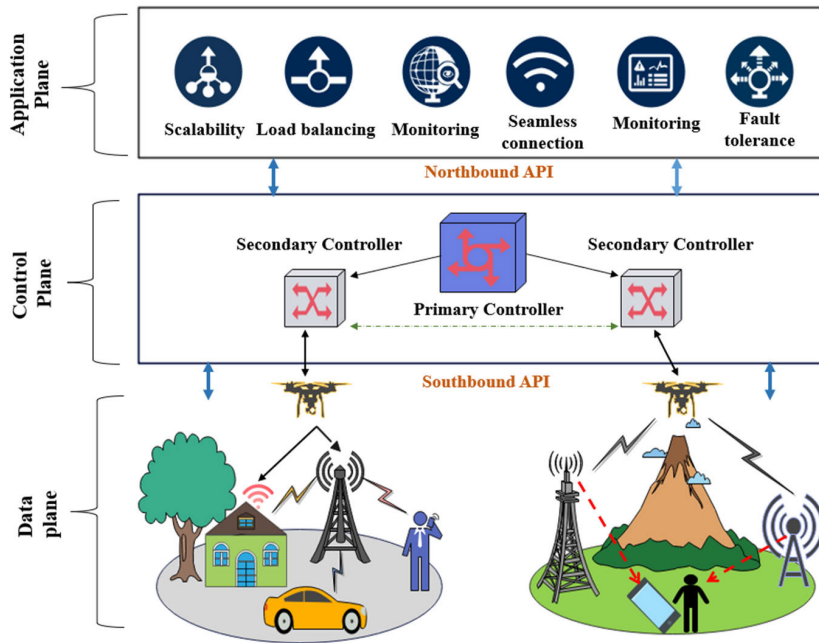 Application
Plane
Scalability
Load balancing
Monitoring
Seamless
connection
Monitoring
Fault
tolerance
Northbound API
Control
Plane
Secondary Controller
Secondary Controller
Primary Controller
Southbound API
Data
plane